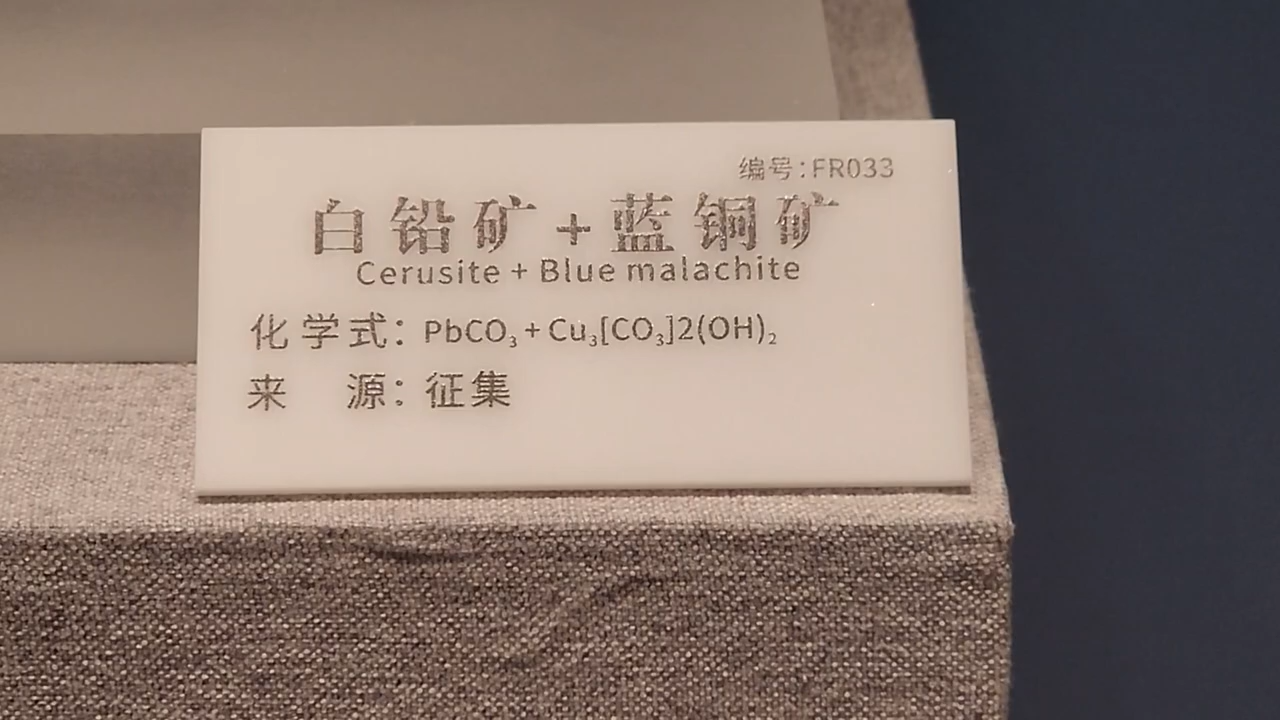 编号:FR033
白铅矿+蓝铜矿
Cerusite + Blue malachite
化学式：PbCO₃+Cu₃[CO₃]2(OH)₂
来 源：征集